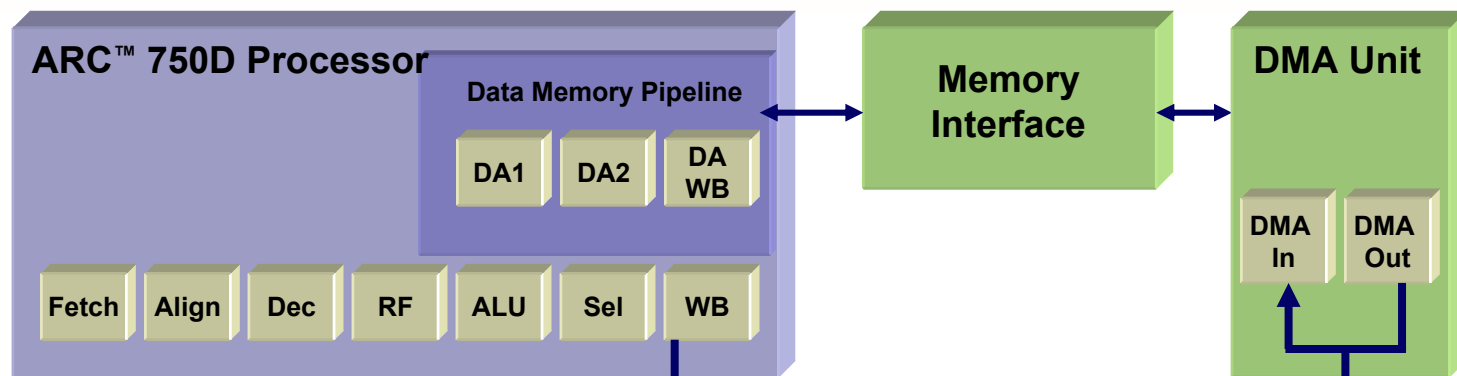 ARC™ 750D Processor
Data Memory Pipeline
DA1
DA2
DA
WB
Fetch
Align
Dec
RF
ALU
Sel
WB
Memory
Interface
DMA Unit
DMA
In
DMA
Out